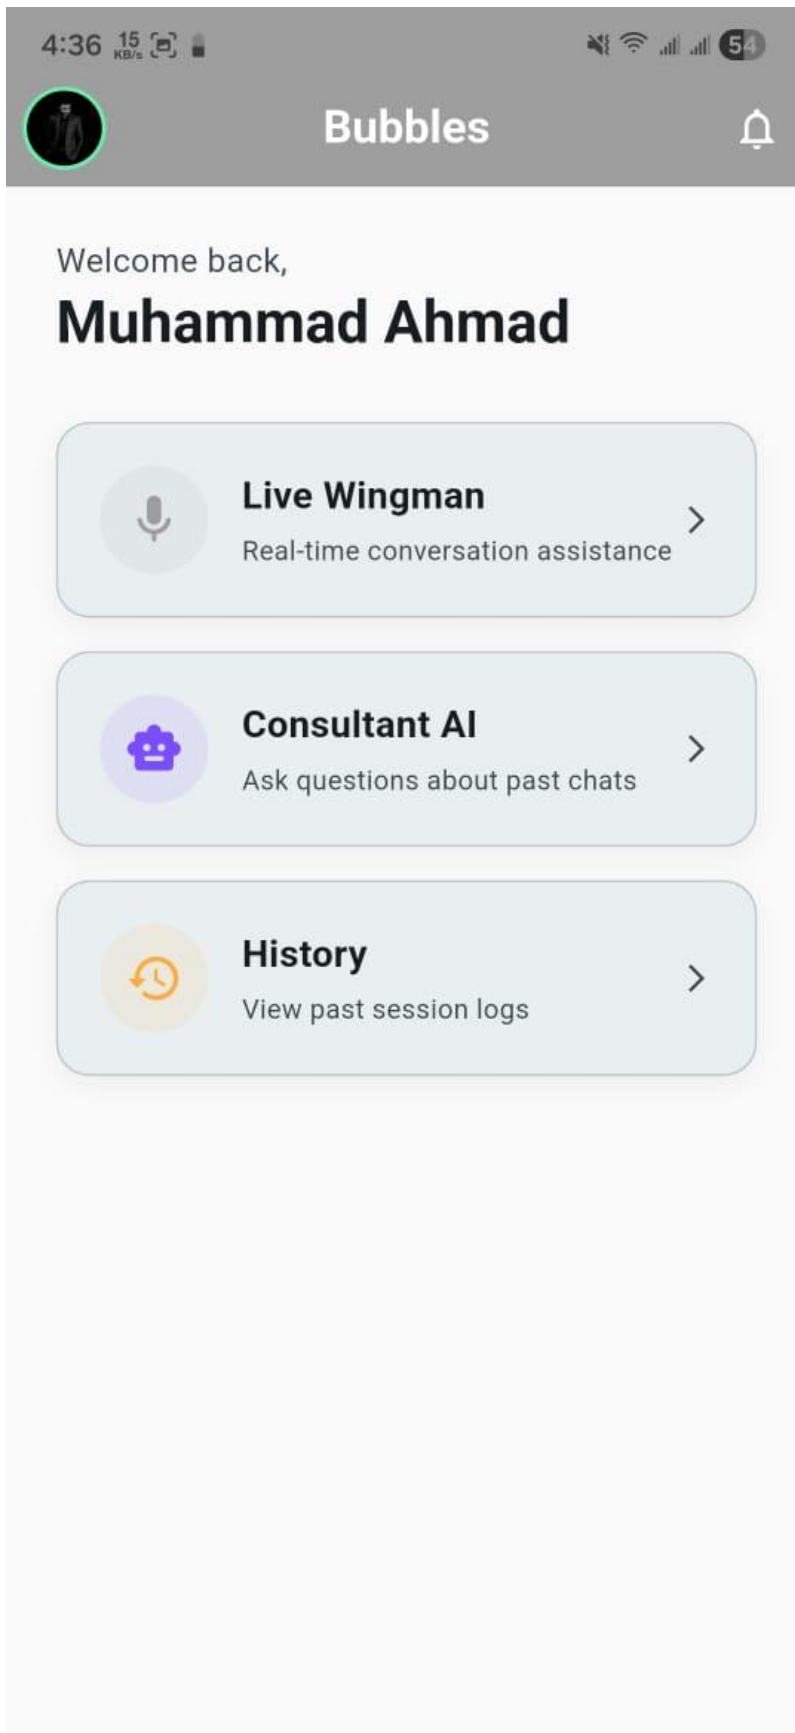 4:36 15 KB/s 54
Bubbles
Welcome back,
Muhammad Ahmad
Live Wingman
Real-time conversation assistance
Consultant AI
Ask questions about past chats
History
View past session logs